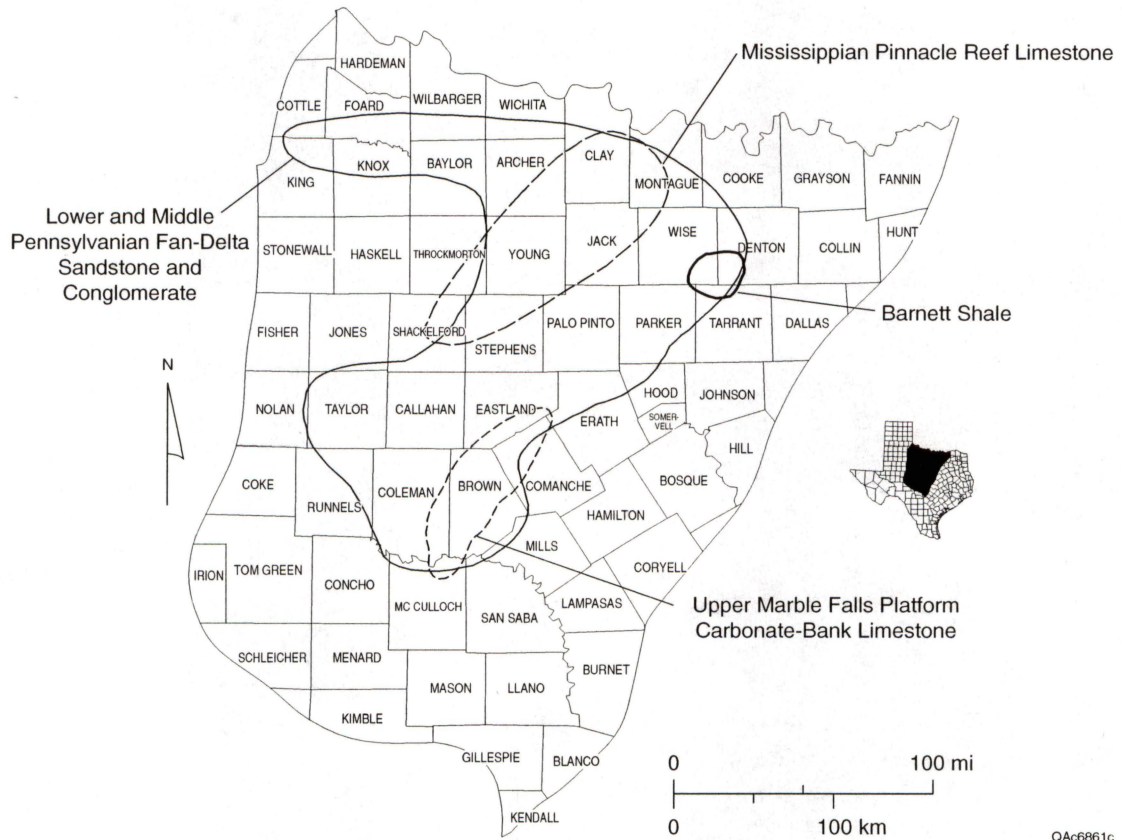 Mississippian Pinnacle Reef Limestone
HARDEMAN
COTTLE
FOARD
WILBARGER
WICHITA
KING
KNOX
BAYLOR
ARCHER
CLAY
MONTAGUE
COOKE
GRAYSON
FANNIN
Lower and Middle
Pennsylvanian Fan-Delta
Sandstone and
Conglomerate
STONEWALL
HASKELL
THROCKMORTON
YOUNG
JACK
WISE
DENTON
COLLIN
HUNT
Barnett Shale
FISHER
JONES
SHACKELFORD
STEPHENS
PALO PINTO
PARKER
TARRANT
DALLAS
N
NOLAN
TAYLOR
CALLAHAN
EASTLAND
ERATH
HOOD
SOMER-
VELL
JOHNSON
HILL
COKE
RUNNELS
COLEMAN
BROWN
COMANCHE
BOSQUE
HAMILTON
IRION
TOM GREEN
CONCHO
MC CULLOCH
SAN SABA
MILLS
LAMPASAS
CORYELL
Upper Marble Falls Platform
Carbonate-Bank Limestone
SCHLEICHER
MENARD
MASON
LLANO
BURNET
KIMBLE
GILLESPIE
BLANCO
KENDALL
0 100 mi
0 100 km
QAc6861c